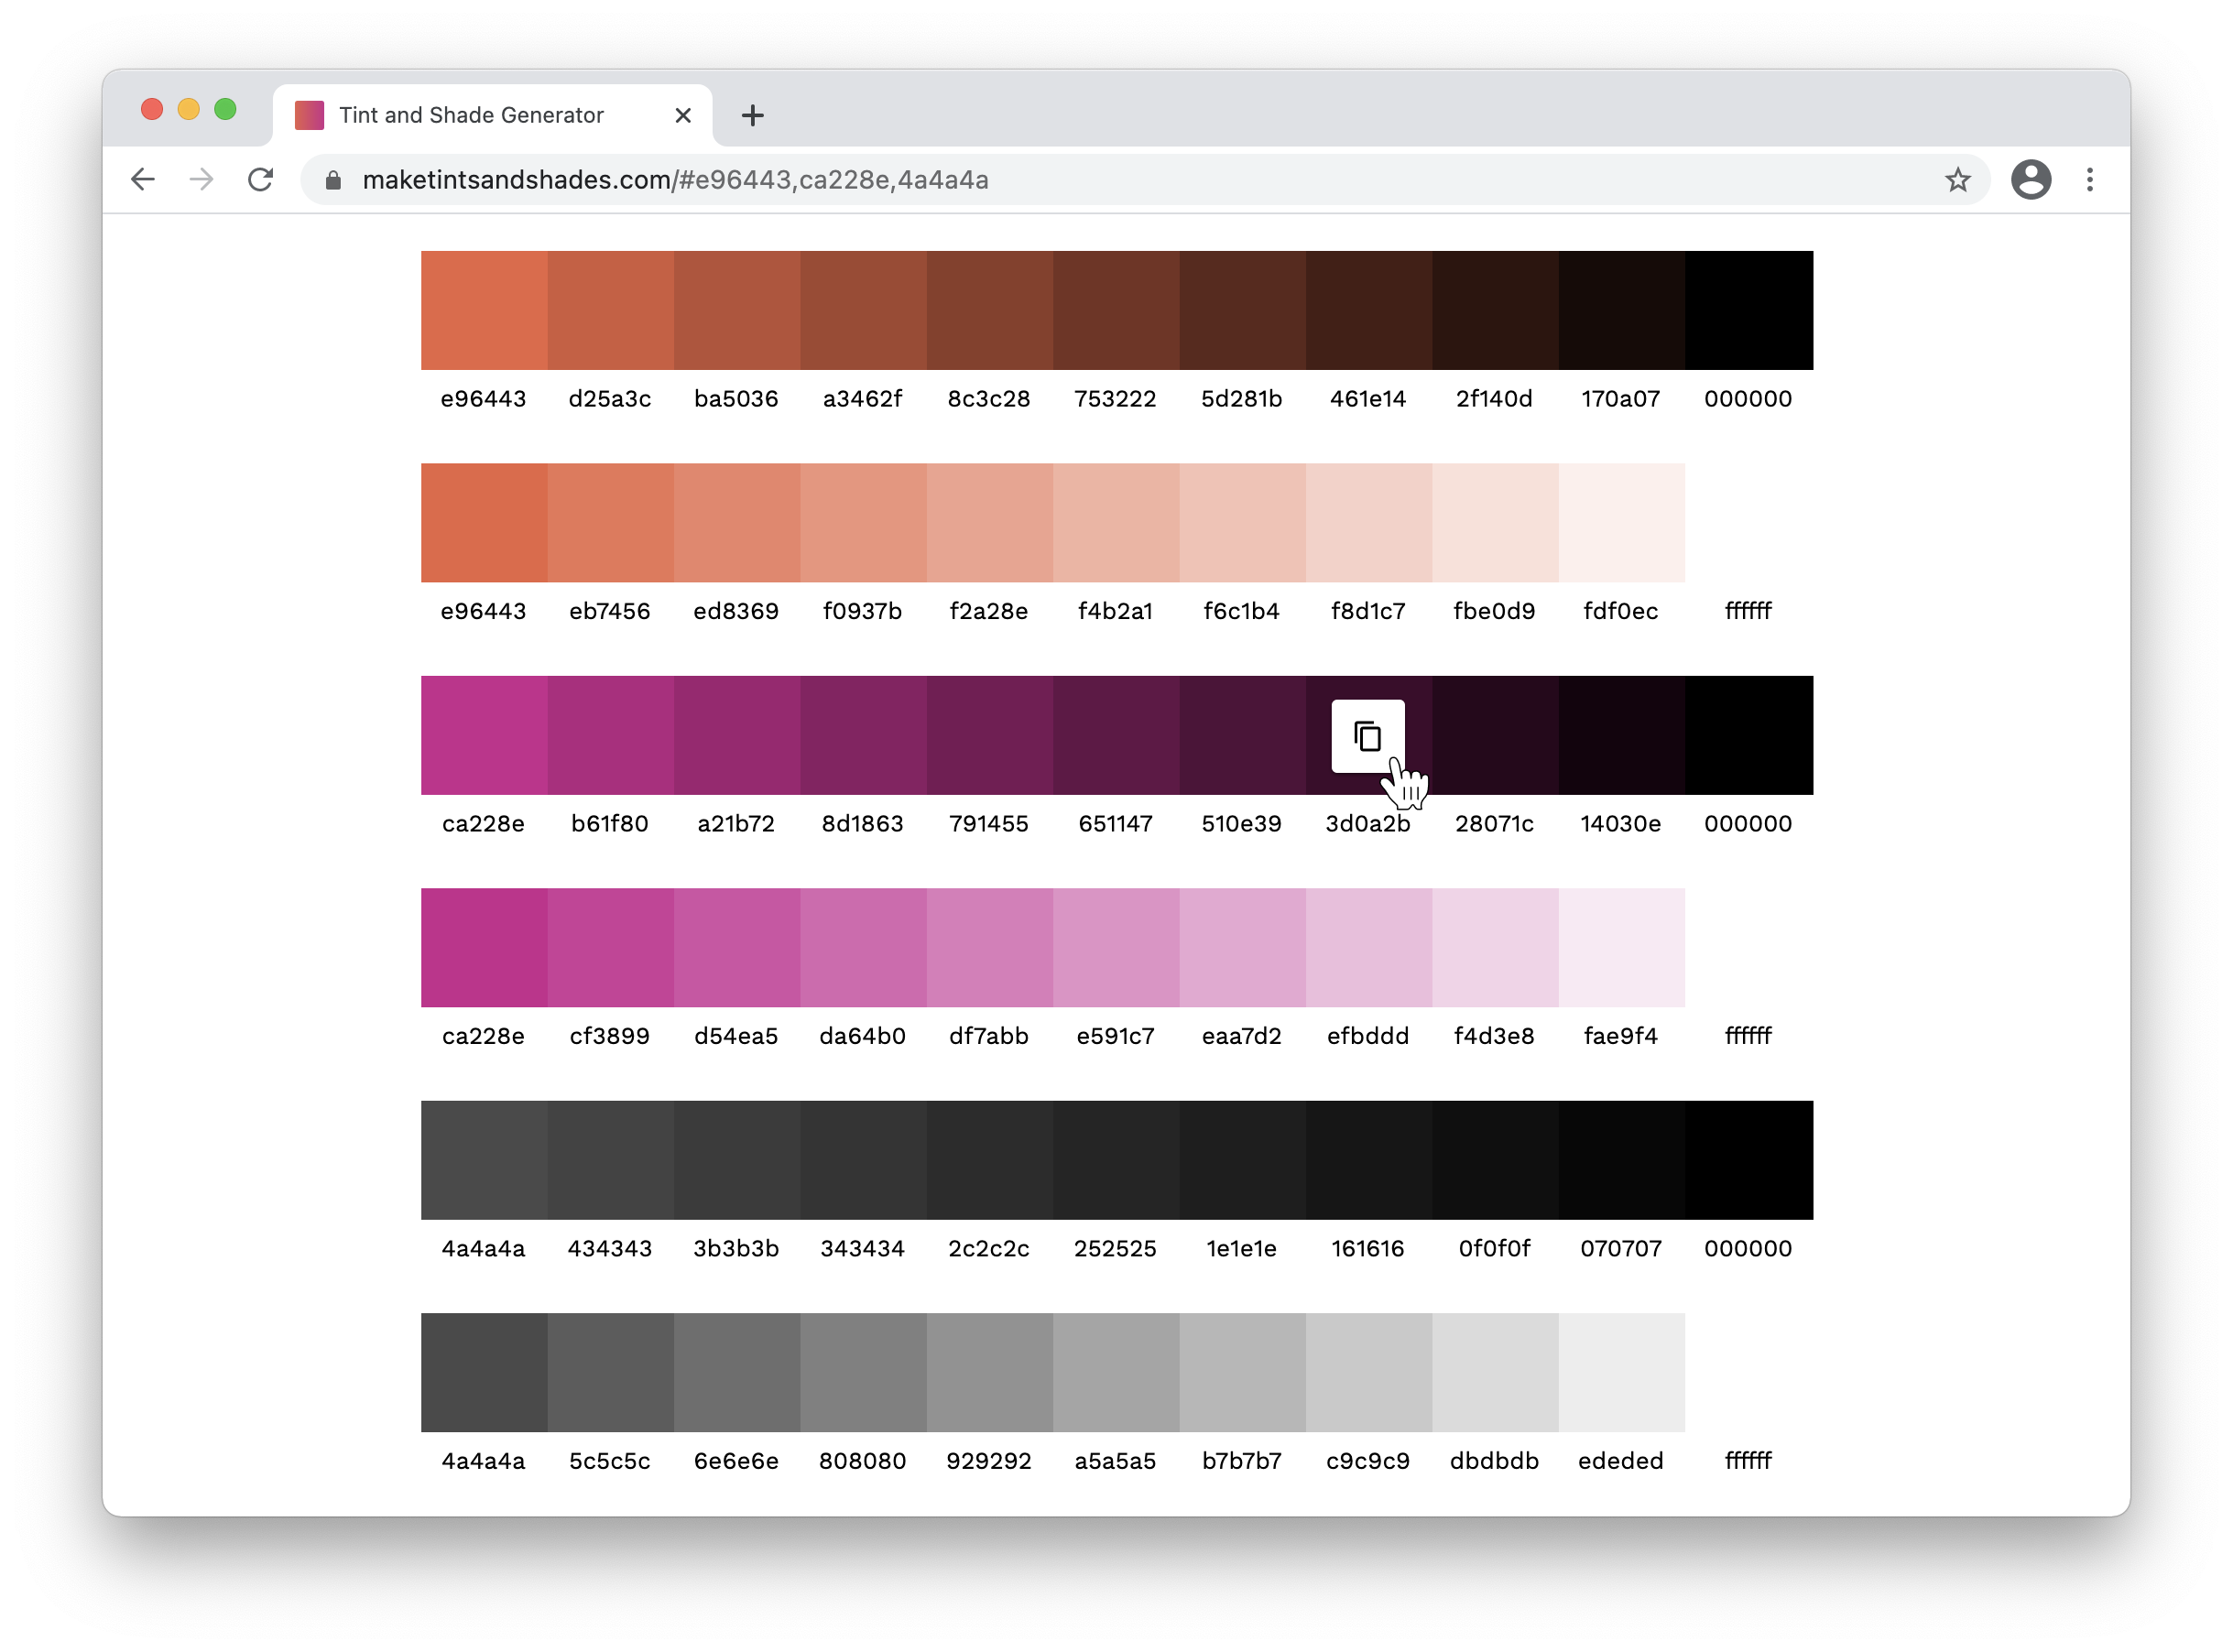 Tint and Shade Generator
maketintsandshades.com/#e96443,ca228e,4a4a4a
e96443 d25a3c ba5036 a3462f 8c3c28 753222 5d281b 461e14 2f140d 170a07 000000
e96443 eb7456 ed8369 f0937b f2a28e f4b2a1 f6c1b4 f8d1c7 fbe0d9 fdf0ec ffffff
ca228e b61f80 a21b72 8d1863 791455 651147 510e39 3d0a2b 28071c 14030e 000000
ca228e cf3899 d54ea5 da64b0 df7abb e591c7 eaa7d2 efbddd f4d3e8 fae9f4 ffffff
4a4a4a 434343 3b3b3b 343434 2c2c2c 252525 1e1e1e 161616 0f0f0f 070707 000000
4a4a4a 5c5c5c 6e6e6e 808080 929292 a5a5a5 b7b7b7 c9c9c9 dbdbdb ededed ffffff